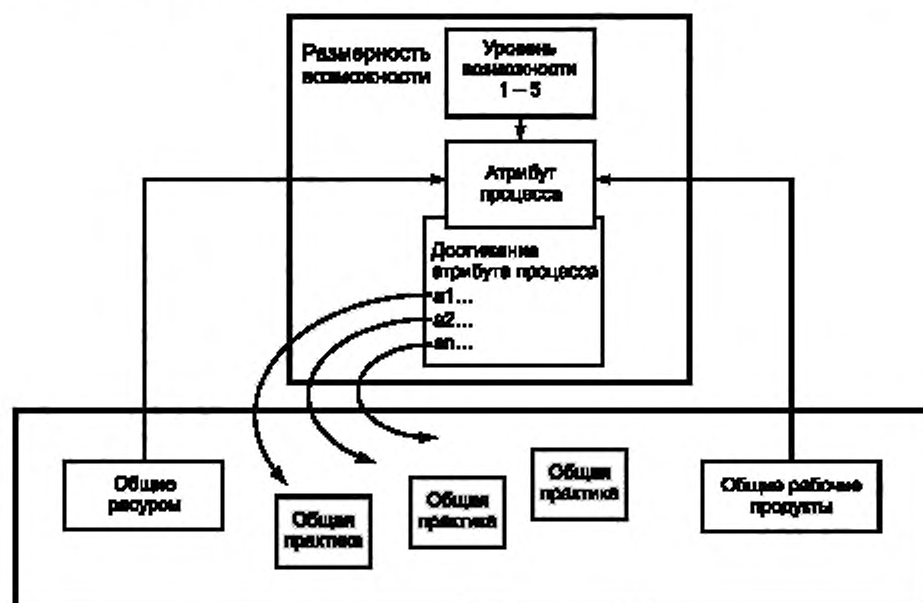 Размерность
возможности
Уровень
возможности
1 – 5
Атрибут
процесса
Достижение
атрибута процесса
a1...
a2...
an...
Общие
ресурсы
Общая
практика
Общая
практика
Общая
практика
Общие рабочие
продукты